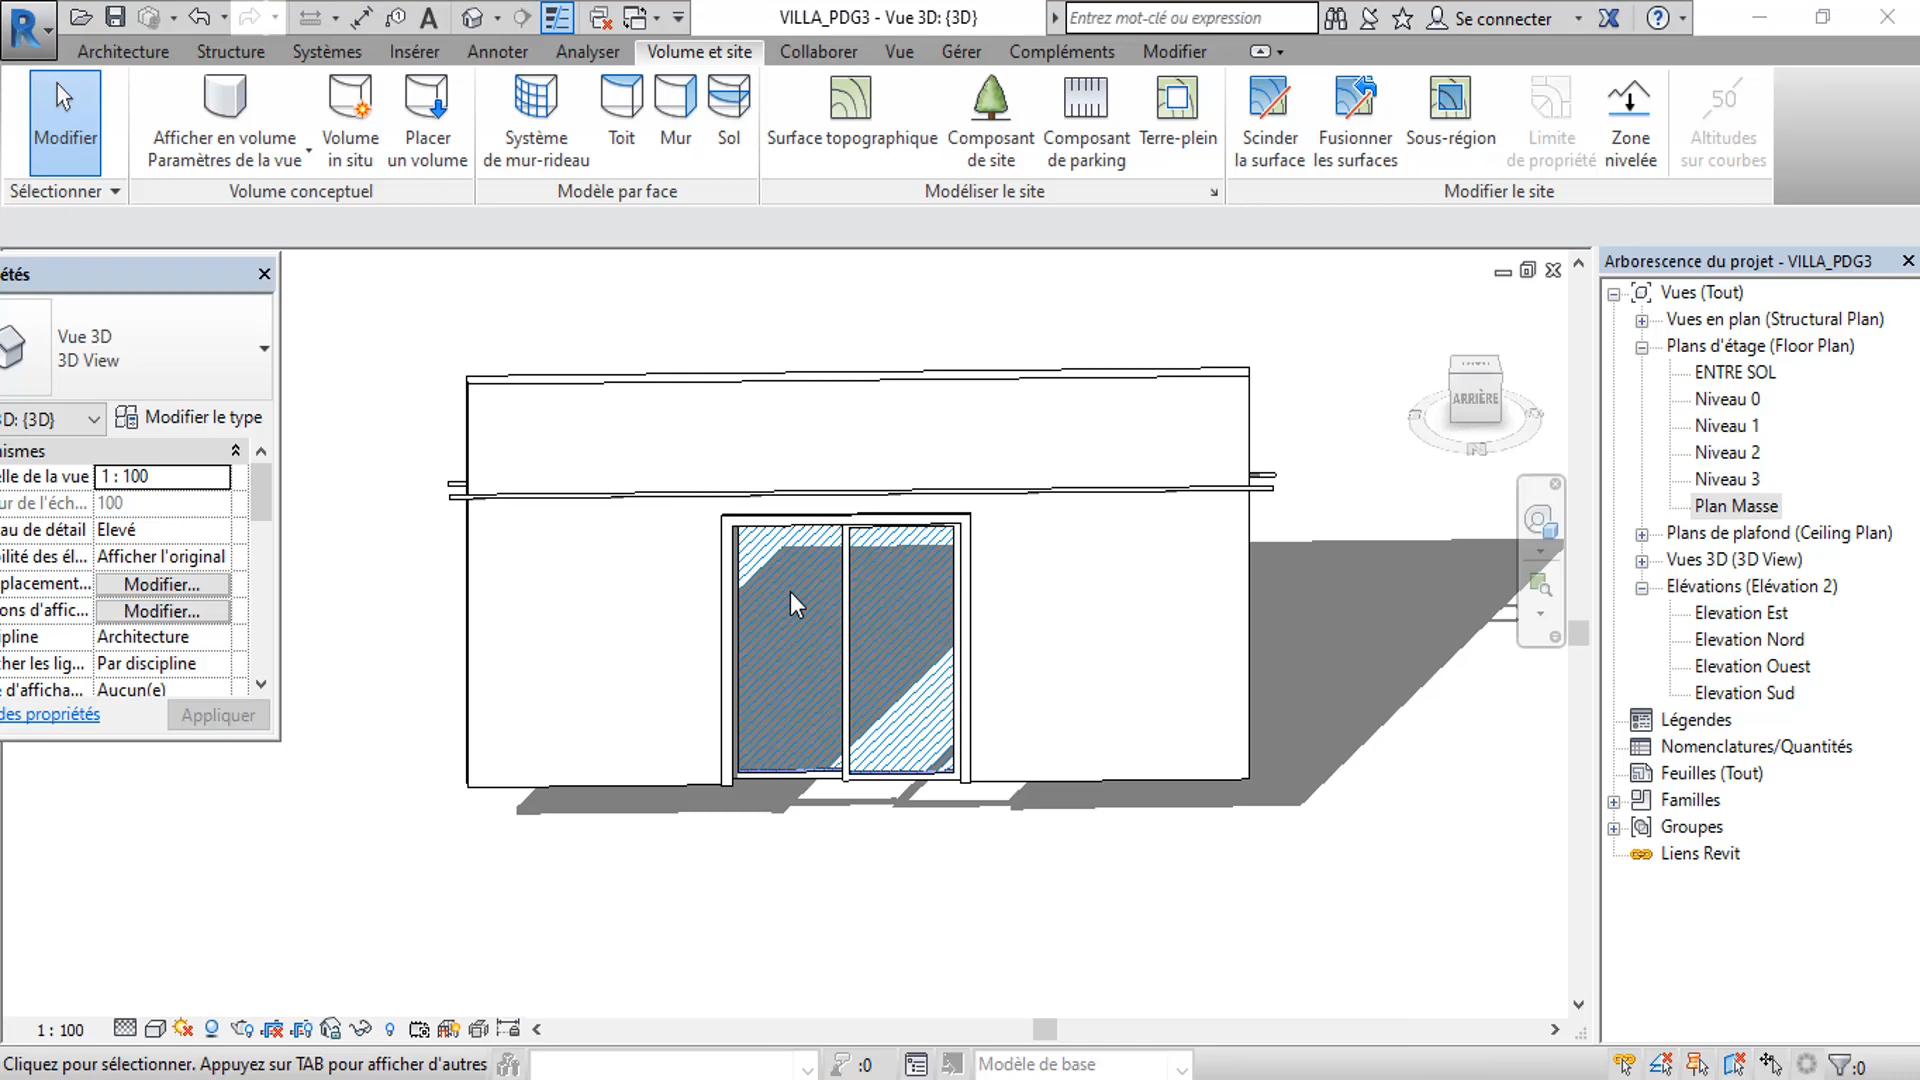 VILLA_PDG3 - Vue 3D: {3D}
Entrez mot-clé ou expression
Se connecter
Architecture
Structure
Systèmes
Insérer
Annoter
Analyser
Volume et site
Collaborer
Vue
Gérer
Compléments
Modifier
Modifier
Afficher en volume
Paramètres de la vue
Volume
in situ
Placer
un volume
Système
de mur-rideau
Toit
Mur
Sol
Surface topographique
Composant
de site
Composant
de parking
Terre-plein
Scinder
la surface
Fusionner
les surfaces
Sous-région
Limite
de propriété
Zone
nivelée
50
Altitudes
sur courbes
Sélectionner
Volume conceptuel
Modèle par face
Modéliser le site
Modifier le site
étés
Vue 3D
3D View
3D: {3D}
Modifier le type
nismes
elle de la vue
1 : 100
ur de l'éch...
100
au de détail
Elevé
ilité des él...
Afficher l'original
placement...
Modifier...
ons d'affic...
Modifier...
ipline
Architecture
cher les lig...
Par discipline
d'afficha...
Aucun(e)
des propriétés
Appliquer
ARRIÈRE
Arborescence du projet - VILLA_PDG3
Vues (Tout)
Vues en plan (Structural Plan)
Plans d'étage (Floor Plan)
ENTRE SOL
Niveau 0
Niveau 1
Niveau 2
Niveau 3
Plan Masse
Plans de plafond (Ceiling Plan)
Vues 3D (3D View)
Elévations (Elévation 2)
Elevation Est
Elevation Nord
Elevation Ouest
Elevation Sud
Légendes
Nomenclatures/Quantités
Feuilles (Tout)
Familles
Groupes
Liens Revit
1 : 100
Cliquez pour sélectionner. Appuyez sur TAB pour afficher d'autres
:0
Modèle de base
:0